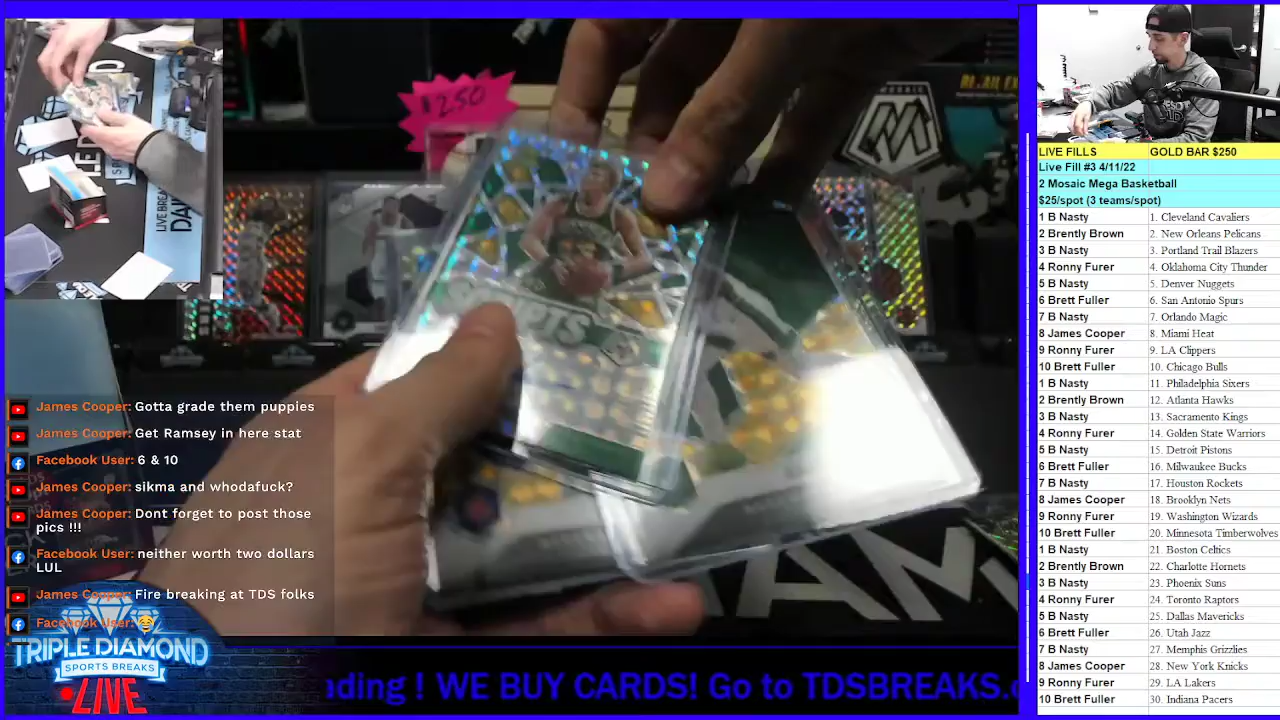 $250
LIVE FILLS GOLD BAR $250
Live Fill #3 4/11/22
2 Mosaic Mega Basketball
$25/spot (3 teams/spot)
1 B Nasty 1. Cleveland Cavaliers
2 Brently Brown 2. New Orleans Pelicans
3 B Nasty 3. Portland Trail Blazers
4 Ronny Furer 4. Oklahoma City Thunder
5 B Nasty 5. Denver Nuggets
6 Brett Fuller 6. San Antonio Spurs
7 B Nasty 7. Orlando Magic
8 James Cooper 8. Miami Heat
9 Ronny Furer 9. LA Clippers
10 Brett Fuller 10. Chicago Bulls
1 B Nasty 11. Philadelphia Sixers
2 Brently Brown 12. Atlanta Hawks
3 B Nasty 13. Sacramento Kings
4 Ronny Furer 14. Golden State Warriors
5 B Nasty 15. Detroit Pistons
6 Brett Fuller 16. Milwaukee Bucks
7 B Nasty 17. Houston Rockets
8 James Cooper 18. Brooklyn Nets
9 Ronny Furer 19. Washington Wizards
10 Brett Fuller 20. Minnesota Timberwolves
1 B Nasty 21. Boston Celtics
2 Brently Brown 22. Charlotte Hornets
3 B Nasty 23. Phoenix Suns
4 Ronny Furer 24. Toronto Raptors
5 B Nasty 25. Dallas Mavericks
6 Brett Fuller 26. Utah Jazz
7 B Nasty 27. Memphis Grizzles
8 James Cooper 28. New York Knicks
9 Ronny Furer 29. LA Lakers
10 Brett Fuller 30. Indiana Pacers
James Cooper: Gotta grade them puppies
James Cooper: Get Ramsey in here stat
Facebook User: 6 & 10
James Cooper: sikma and whodafuck?
James Cooper: Dont forget to post those
pics !!!
Facebook User: neither worth two dollars
LUL
James Cooper: Fire breaking at TDS folks
Facebook User: 😂
TRIPLE DIAMOND
SPORTS BREAKS
LIVE
ading ! WE BUY CARDS! Go to TDSBREAKS.c